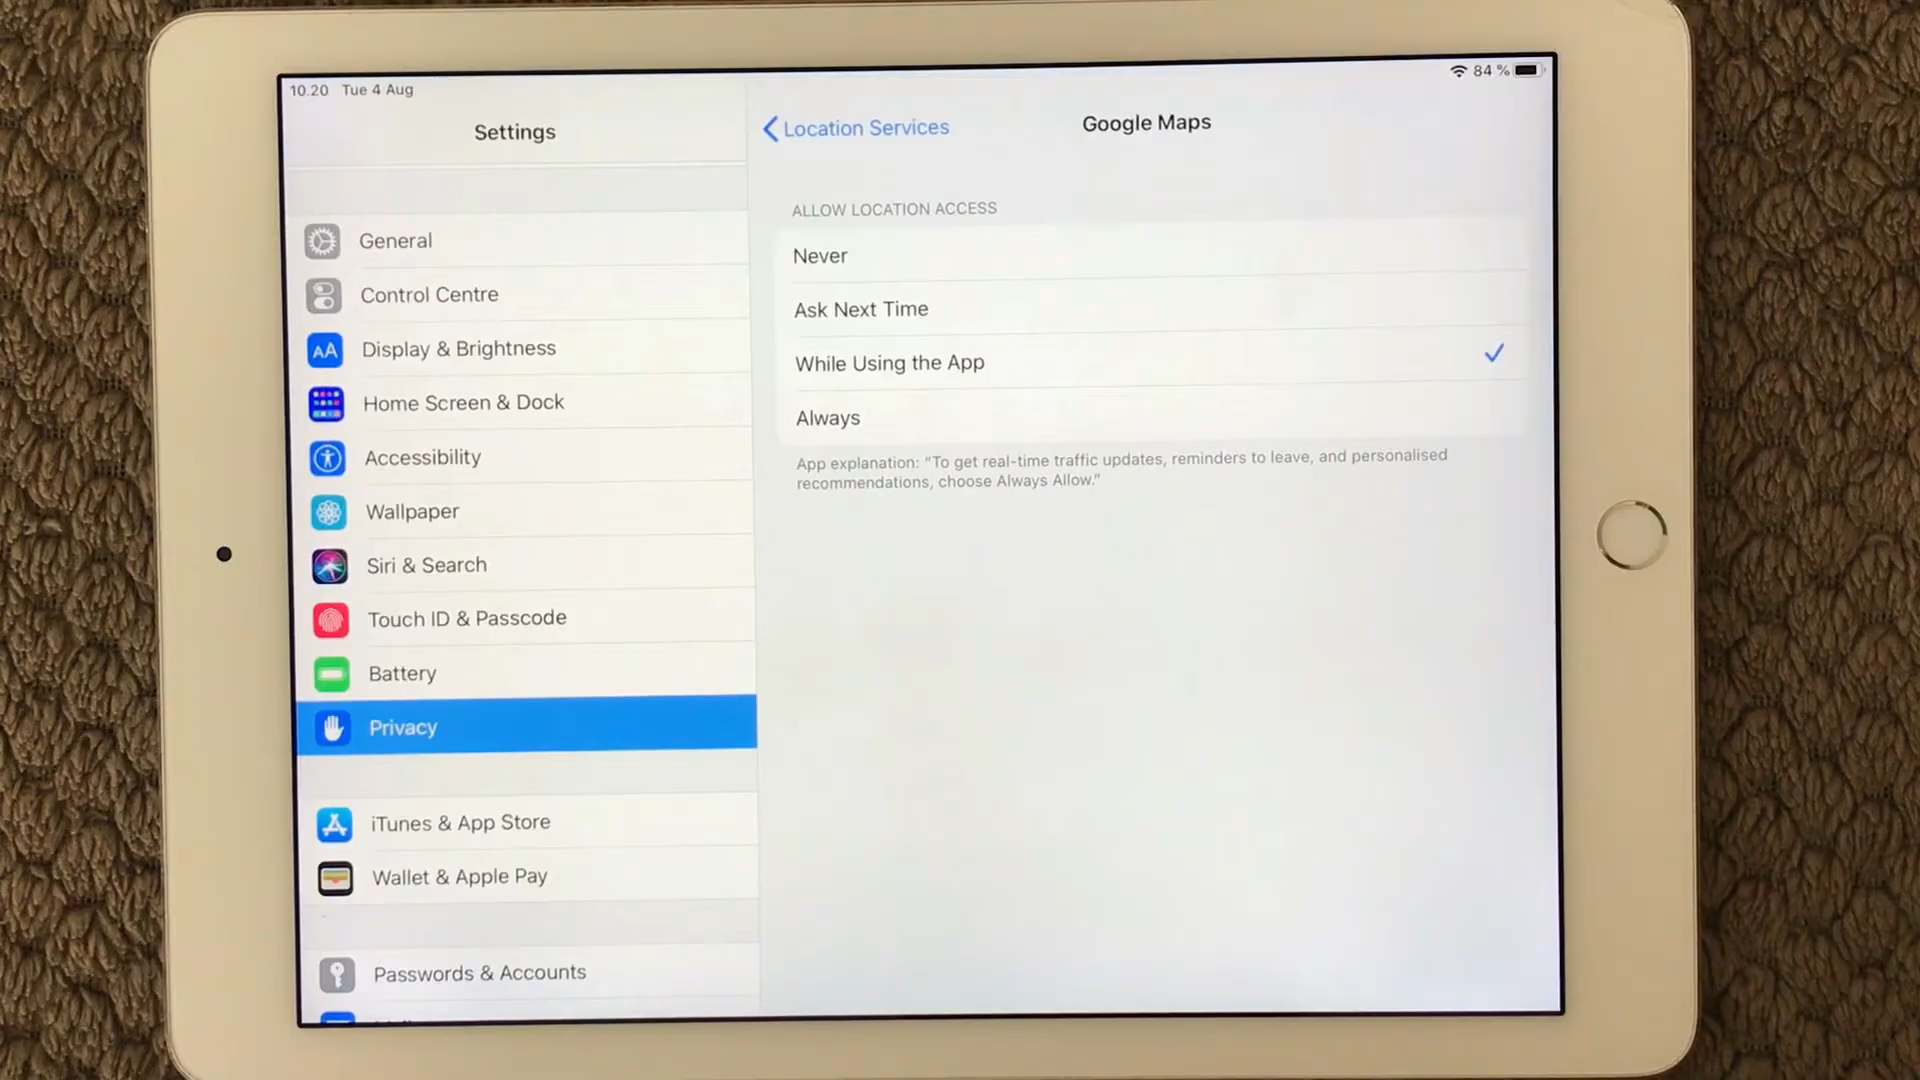 10.20 Tue 4 Aug
84 %
Settings
General
Control Centre
AA
Display & Brightness
Home Screen & Dock
Accessibility
Wallpaper
Siri & Search
Touch ID & Passcode
Battery
Privacy
iTunes & App Store
Wallet & Apple Pay
Passwords & Accounts
Location Services
Google Maps
ALLOW LOCATION ACCESS
Never
Ask Next Time
While Using the App
Always
App explanation: “To get real-time traffic updates, reminders to leave, and personalised
recommendations, choose Always Allow.”